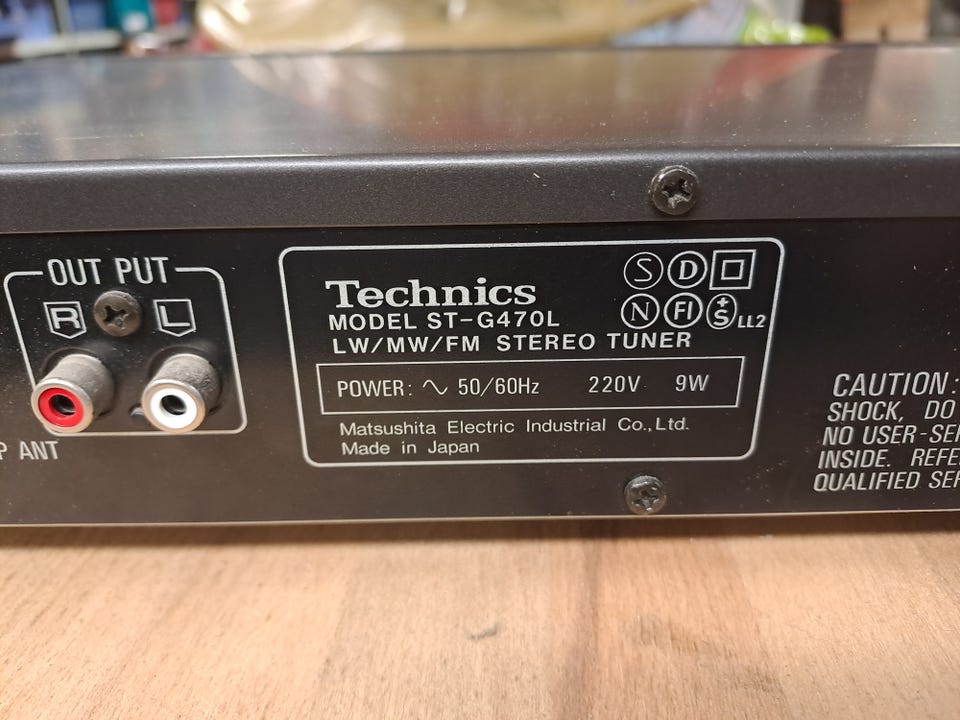 OUT PUT
R L
P ANT
Technics
MODEL ST-G470L
LW/MW/FM STEREO TUNER
S D
N FI +S LL2
POWER: ∿ 50/60Hz 220V 9W
Matsushita Electric Industrial Co., Ltd.
Made in Japan
CAUTION:
SHOCK, DO
NO USER-SER
INSIDE. REFE
QUALIFIED SER